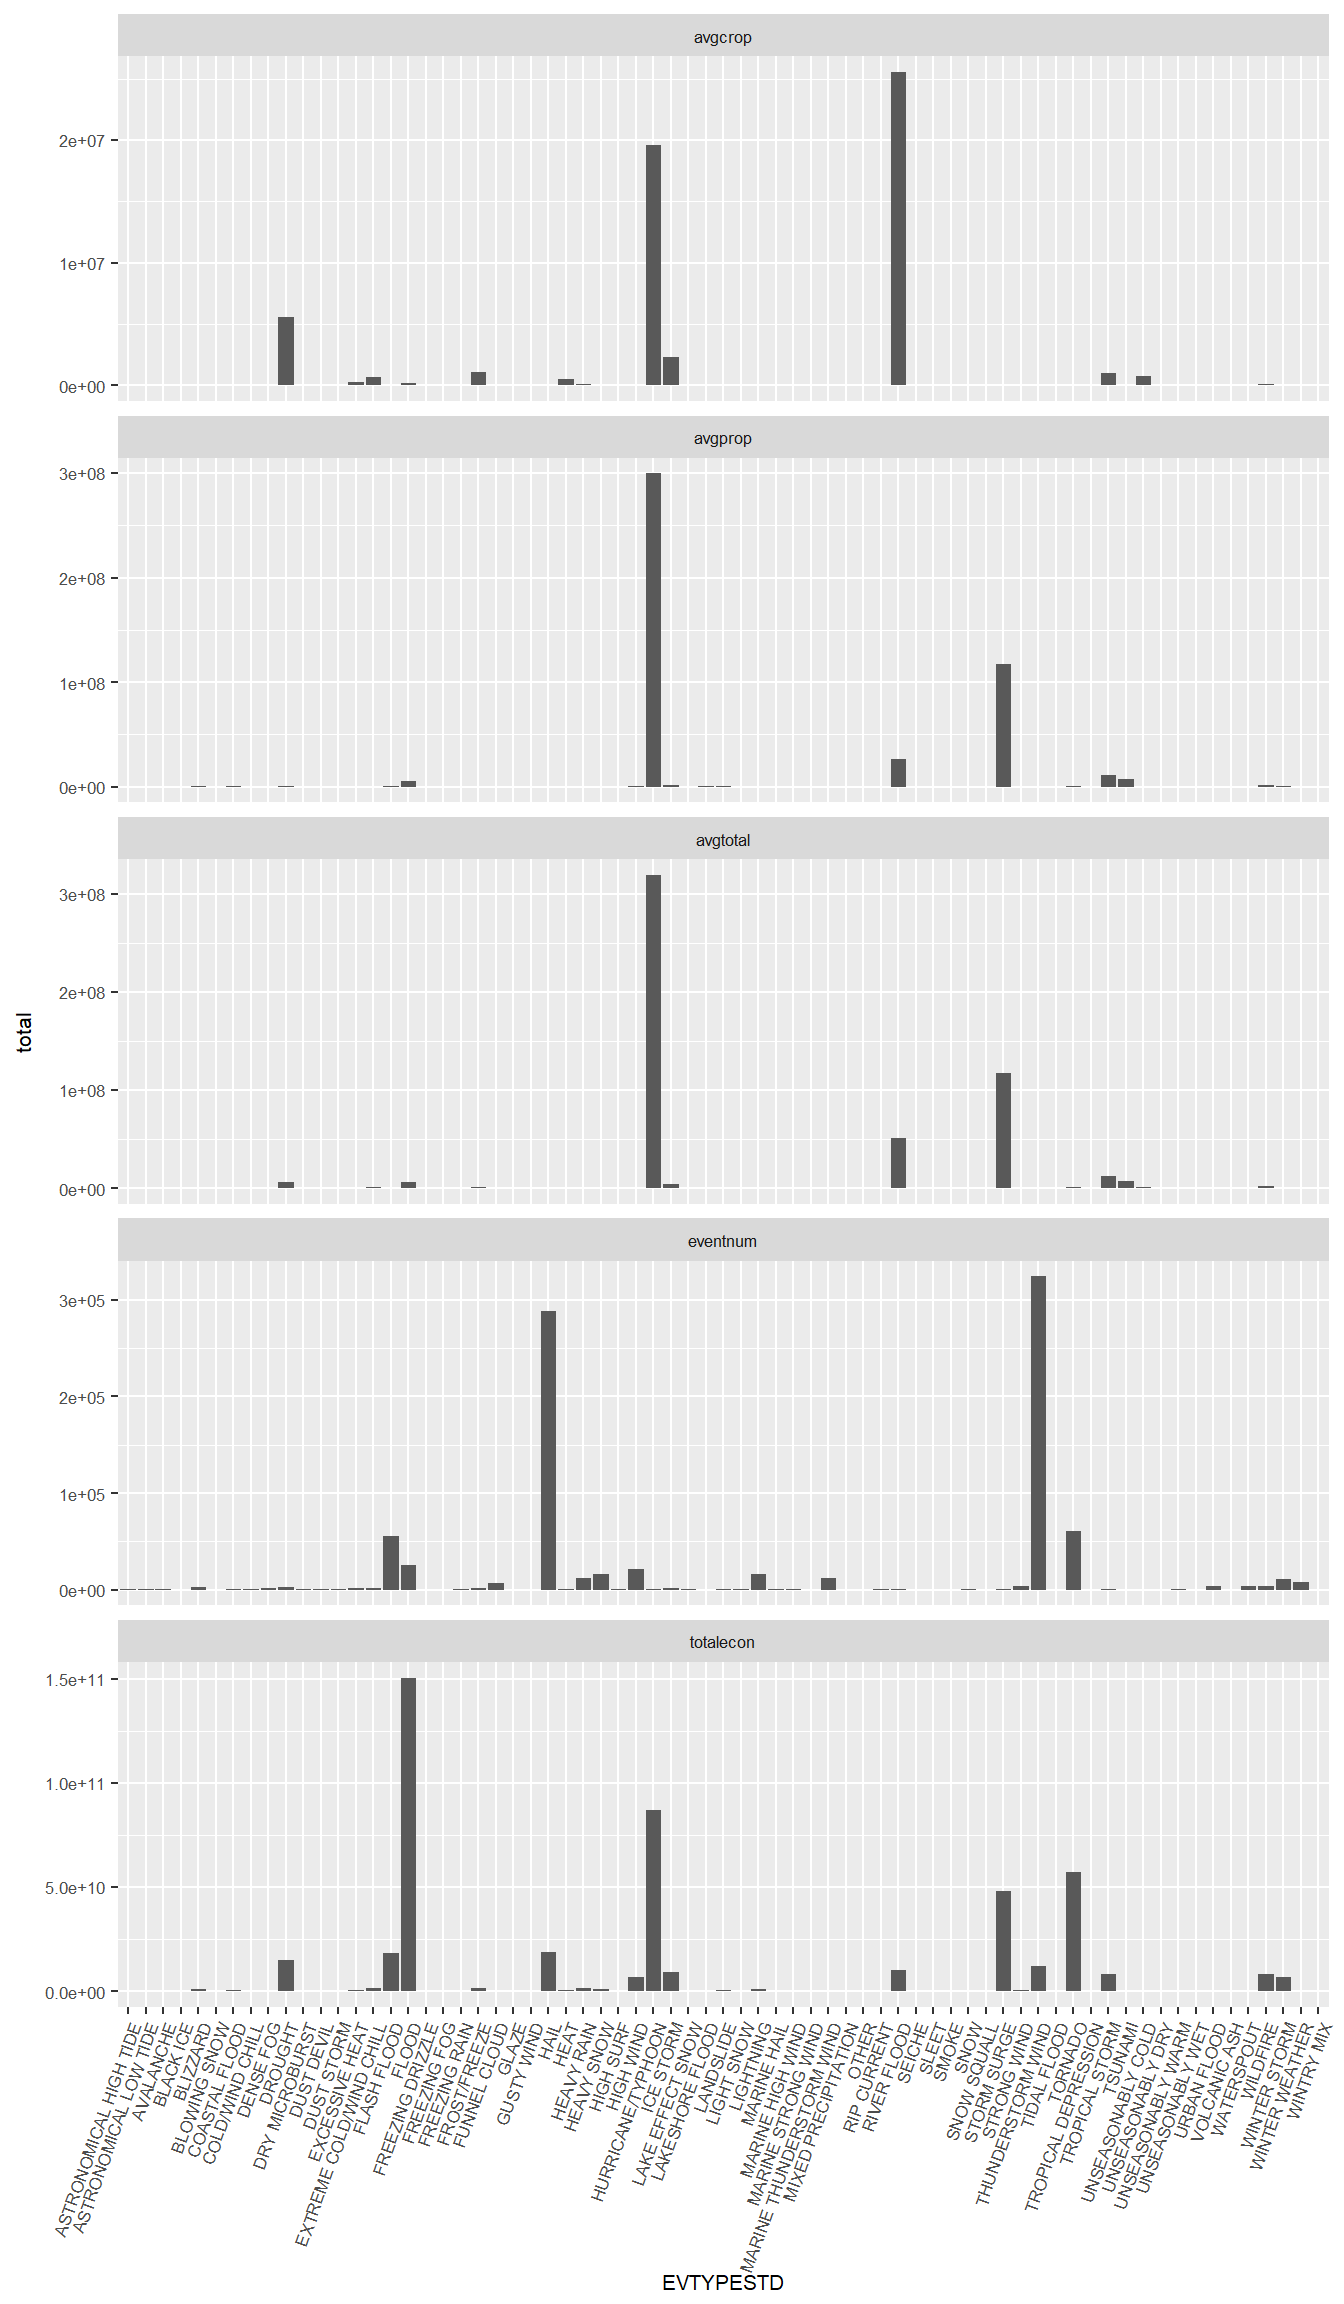 avgcrop
2e+07
1e+07
0e+00
avgprop
3e+08
2e+08
1e+08
0e+00
avgtotal
3e+08
2e+08
1e+08
0e+00
eventnum
3e+05
2e+05
1e+05
0e+00
totalecon
1.5e+11
1.0e+11
5.0e+10
0.0e+00
total
ASTRONOMICAL HIGH TIDE
ASTRONOMICAL LOW TIDE
AVALANCHE
BLACK ICE
BLIZZARD
BLOWING SNOW
COASTAL FLOOD
COLD/WIND CHILL
DENSE FOG
DROUGHT
DRY MICROBURST
DUST DEVIL
DUST STORM
EXCESSIVE HEAT
EXTREME COLD/WIND CHILL
FLASH FLOOD
FLOOD
FREEZING DRIZZLE
FREEZING FOG
FREEZING RAIN
FROST/FREEZE
FUNNEL CLOUD
GLAZE
GUSTY WIND
HAIL
HEAT
HEAVY RAIN
HEAVY SNOW
HIGH SURF
HIGH WIND
HURRICANE/TYPHOON
ICE STORM
LAKE EFFECT SNOW
LAKESHORE FLOOD
LANDSLIDE
LIGHT SNOW
LIGHTNING
MARINE HAIL
MARINE HIGH WIND
MARINE STRONG WIND
MARINE THUNDERSTORM WIND
MIXED PRECIPITATION
OTHER
RIP CURRENT
RIVER FLOOD
SEICHE
SLEET
SMOKE
SNOW
SNOW SQUALL
STORM SURGE
STRONG WIND
THUNDERSTORM WIND
TIDAL FLOOD
TORNADO
TROPICAL DEPRESSION
TROPICAL STORM
TSUNAMI
UNSEASONABLY COLD
UNSEASONABLY DRY
UNSEASONABLY WARM
UNSEASONABLY WET
URBAN FLOOD
VOLCANIC ASH
WATERSPOUT
WILDFIRE
WINTER STORM
WINTER WEATHER
WINTRY MIX
EVTYPESTD